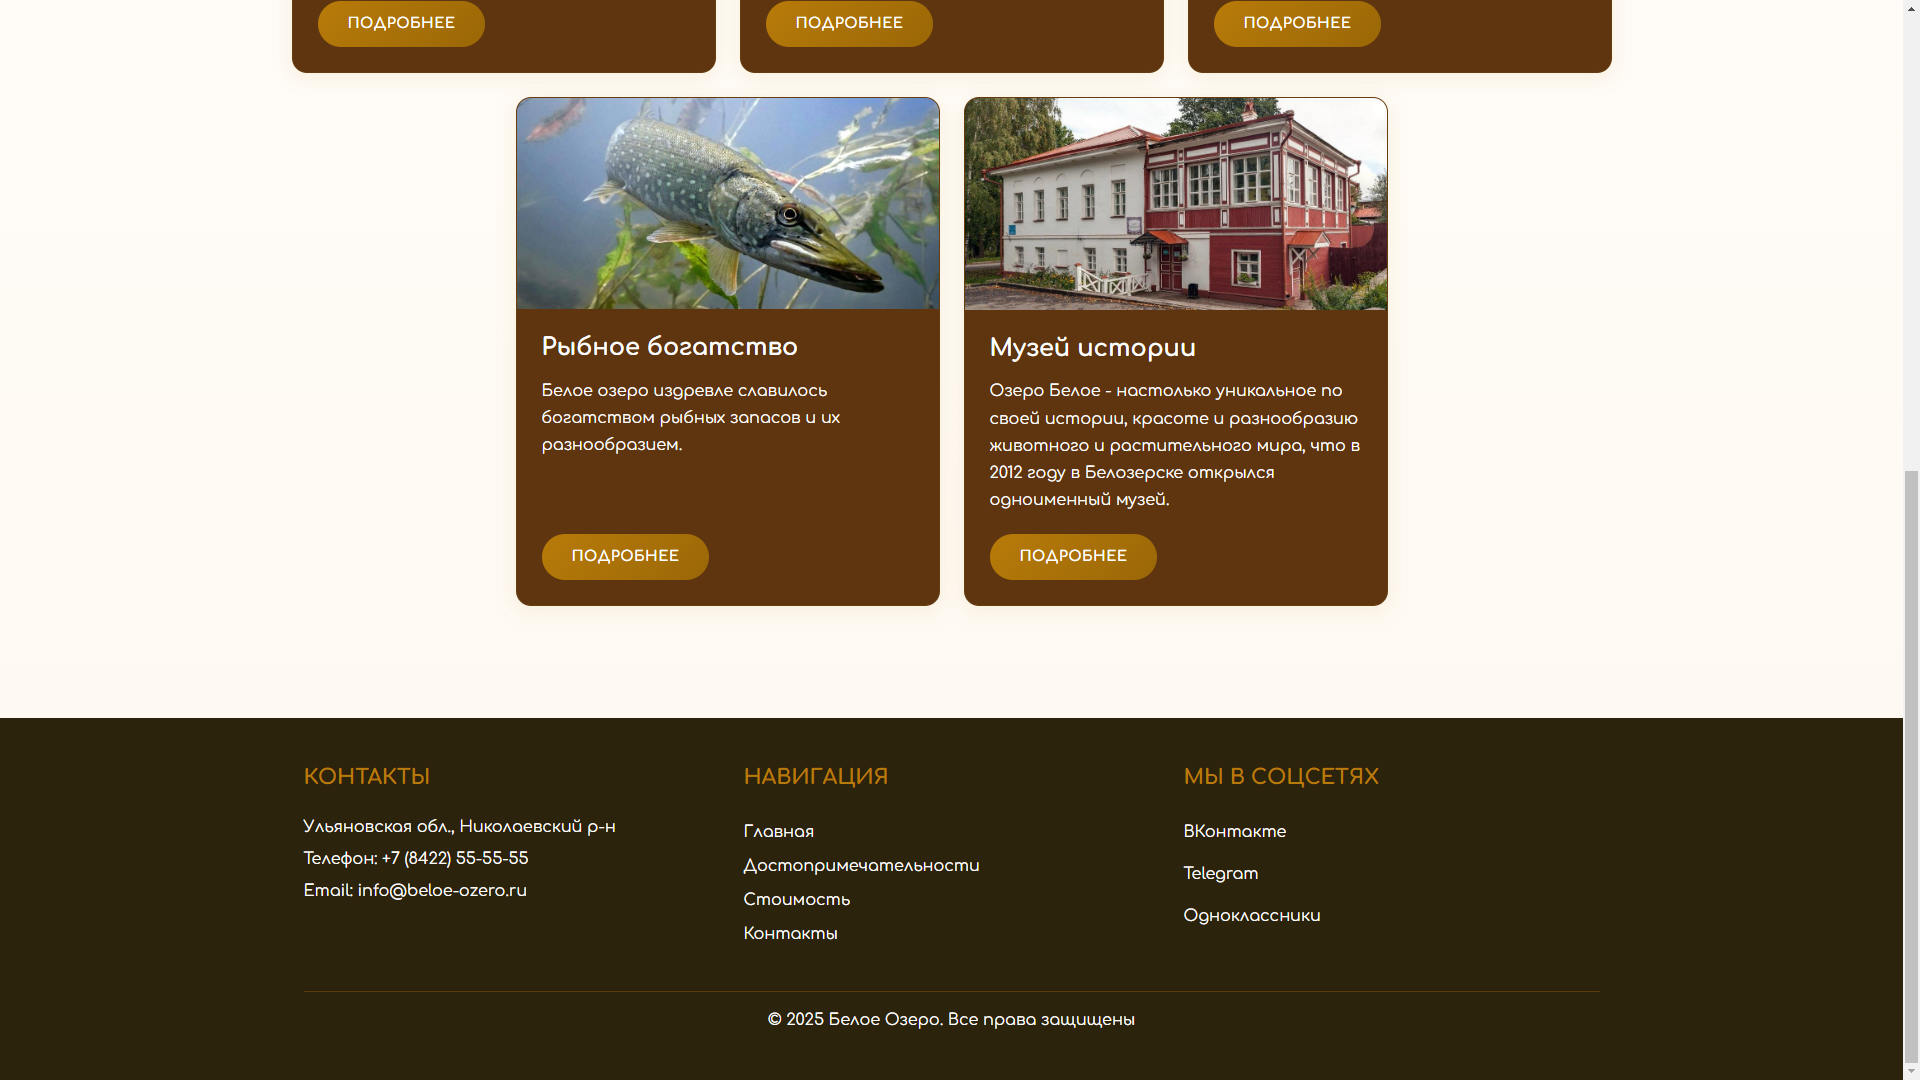 ПОДРОБНЕЕ ПОДРОБНЕЕ ПОДРОБНЕЕ
Рыбное богатство
Белое озеро издревле славилось
богатством рыбных запасов и их
разнообразием.
ПОДРОБНЕЕ
Музей истории
Озеро Белое - настолько уникальное по
своей истории, красоте и разнообразию
животного и растительного мира, что в
2012 году в Белозерске открылся
одноименный музей.
ПОДРОБНЕЕ
КОНТАКТЫ
Ульяновская обл., Николаевский р-н
Телефон: +7 (8422) 55-55-55
Email: info@beloe-ozero.ru
НАВИГАЦИЯ
Главная
Достопримечательности
Стоимость
Контакты
МЫ В СОЦСЕТЯХ
ВКонтакте
Telegram
Одноклассники
© 2025 Белое Озеро. Все права защищены